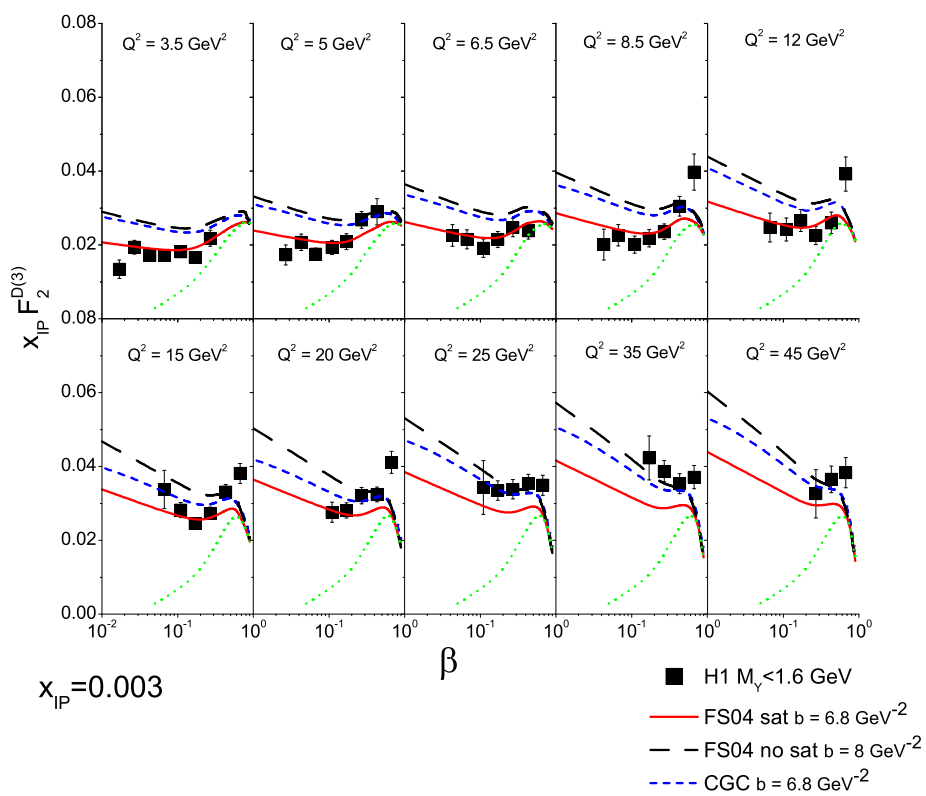 0.08
0.06
0.04
0.02
0.08
0.06
0.04
0.02
0.00
x_IP F_2^D(3)
Q² = 3.5 GeV²
Q² = 5 GeV²
Q² = 6.5 GeV²
Q² = 8.5 GeV²
Q² = 12 GeV²
Q² = 15 GeV²
Q² = 20 GeV²
Q² = 25 GeV²
Q² = 35 GeV²
Q² = 45 GeV²
10⁻² 10⁻¹ 10⁰ 10⁻¹ 10⁰ 10⁻¹ 10⁰ 10⁻¹ 10⁰ 10⁻¹ 10⁰
β
x_IP=0.003
H1 M_Y<1.6 GeV
FS04 sat b = 6.8 GeV⁻²
FS04 no sat b = 8 GeV⁻²
CGC b = 6.8 GeV⁻²